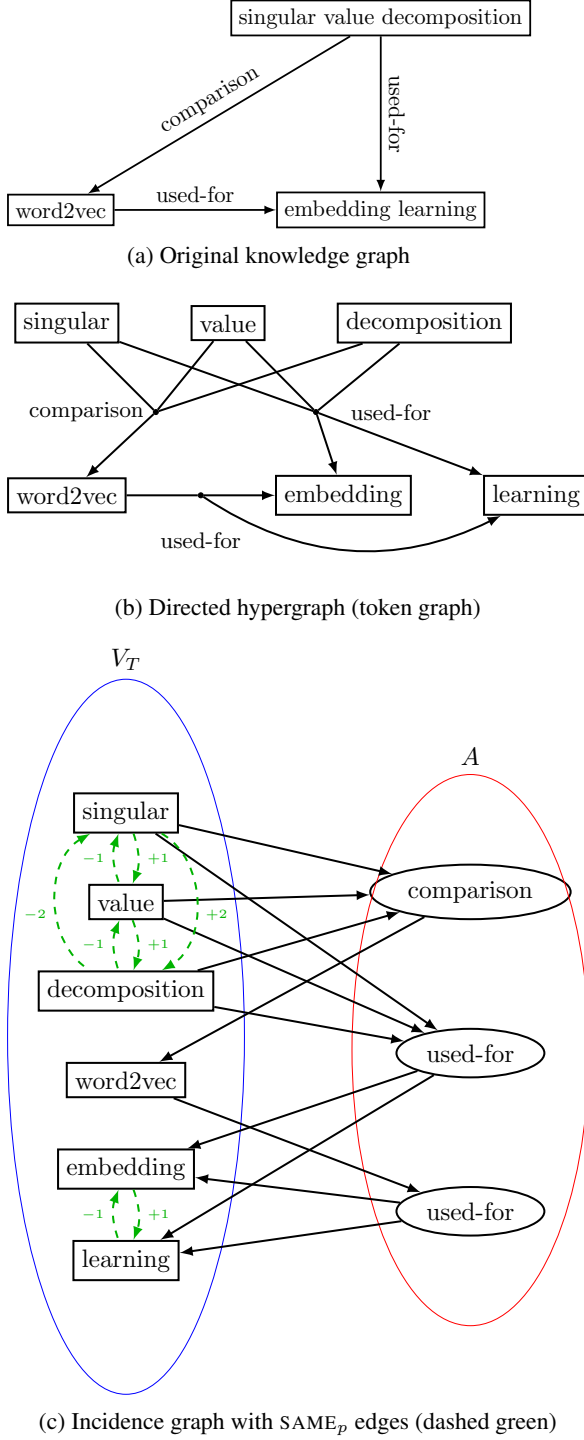 singular value decomposition
comparison
used-for
used-for
word2vec
embedding learning
(a) Original knowledge graph
singular
value
decomposition
comparison
used-for
word2vec
embedding
learning
used-for
(b) Directed hypergraph (token graph)
V_T
A
singular
-1
+1
comparison
value
-2
+2
-1
+1
decomposition
used-for
word2vec
embedding
-1
+1
used-for
learning
(c) Incidence graph with SAME_p edges (dashed green)